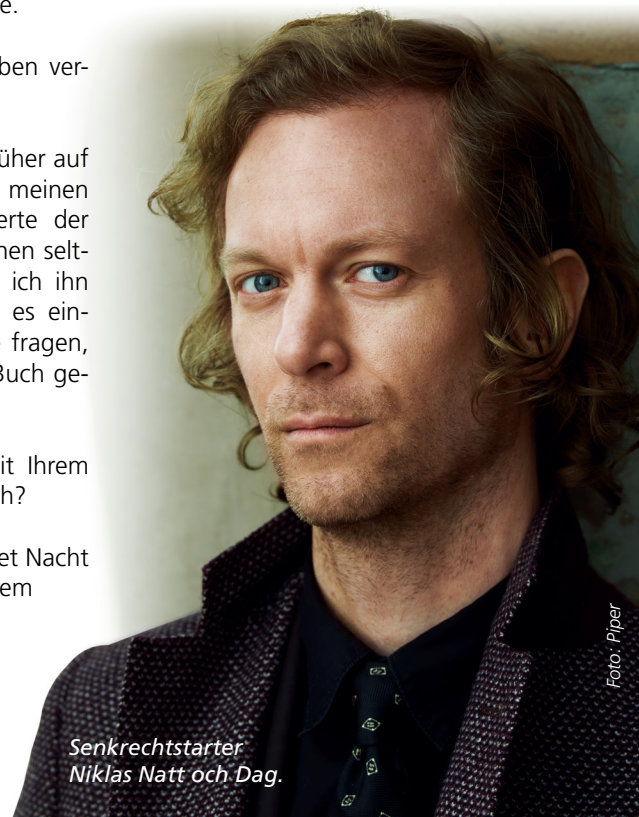 e.
ben ver-
üher auf
meinen
erte der
nen selt-
ich ihn
es ein-
fragen,
Buch ge-
it Ihrem
h?
et Nacht
em
Foto: Piper
Senkrechtstarter
Niklas Natt och Dag.